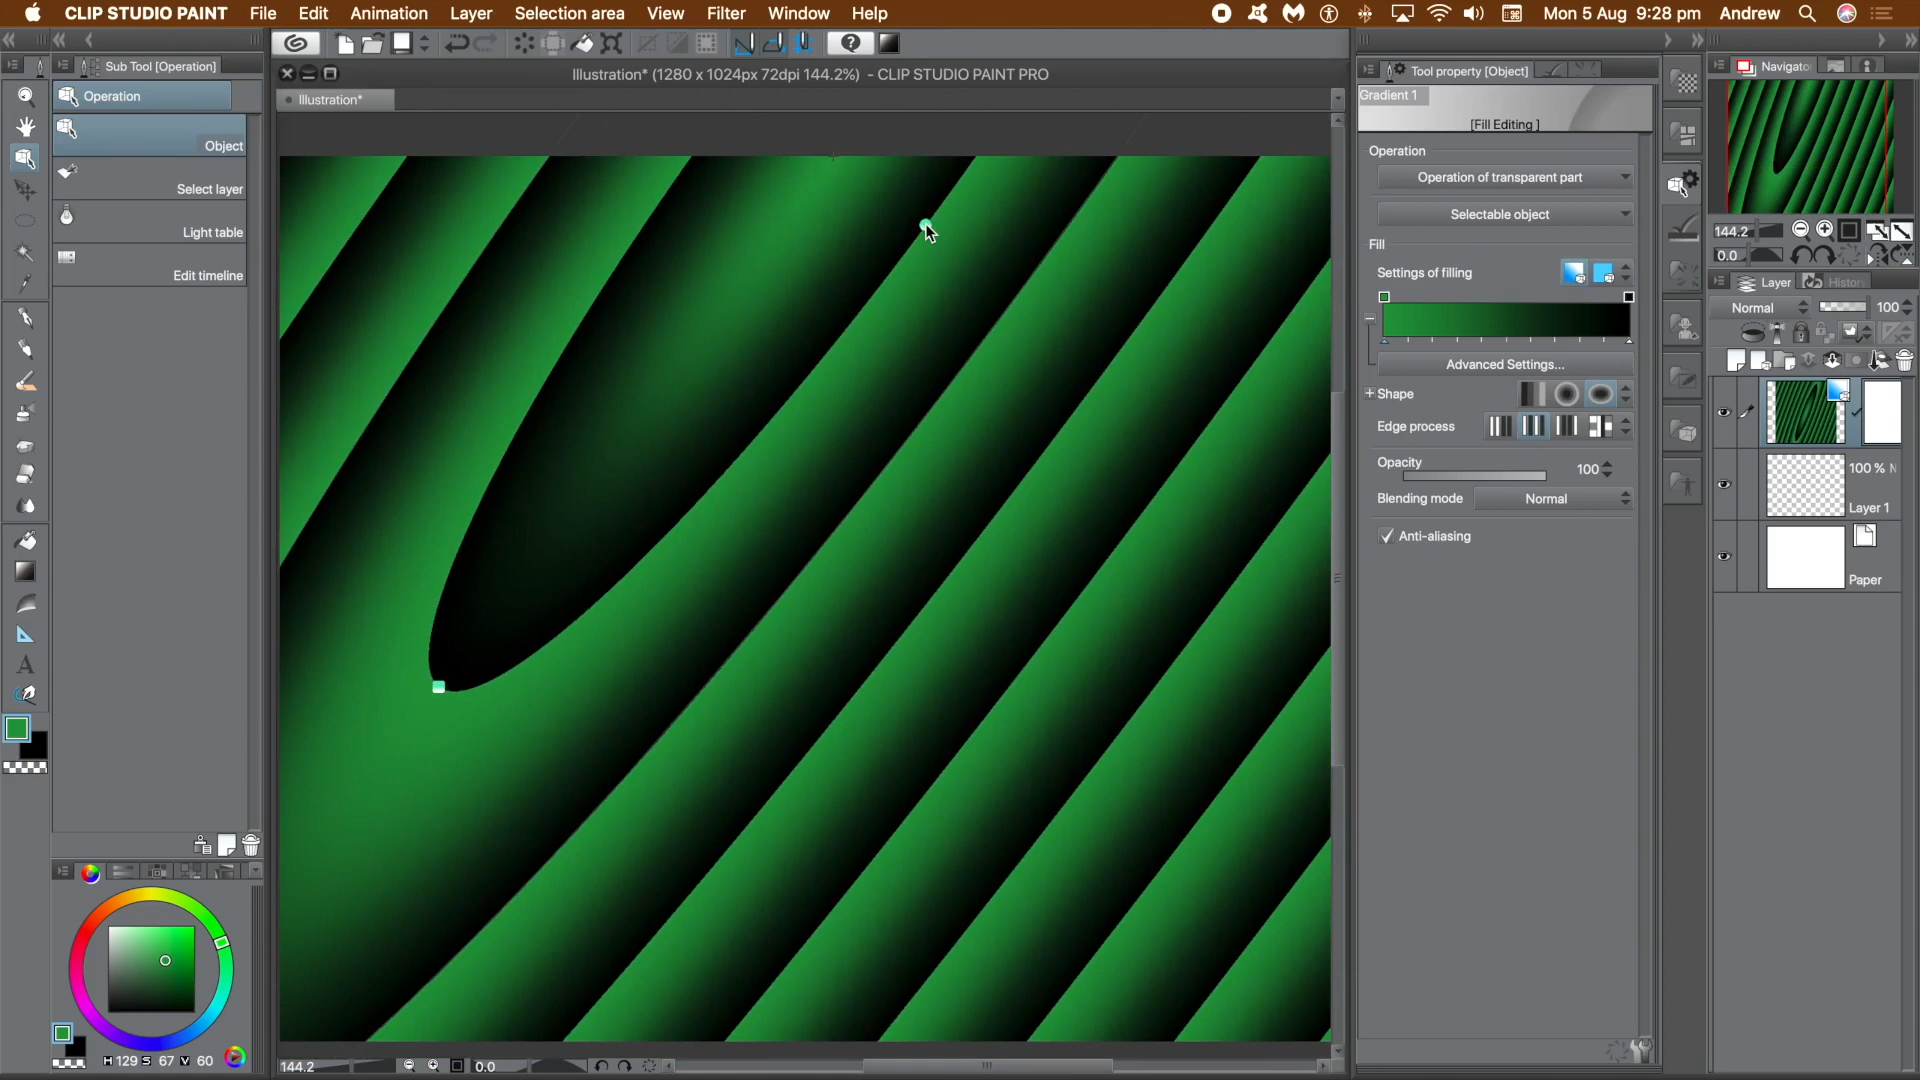 CLIP STUDIO PAINT File Edit Animation Layer Selection area View Filter Window Help Mon 5 Aug 9:28 pm Andrew
Sub Tool [Operation]
Operation
Object
Select layer
Light table
Edit timeline
Illustration* (1280 x 1024px 72dpi 144.2%) - CLIP STUDIO PAINT PRO
Illustration*
144.2 0.0
H 129 S 67 V 60
Tool property [Object]
Gradient 1
[Fill Editing ]
Operation
Operation of transparent part
Selectable object
Fill
Settings of filling
Advanced Settings...
Shape
Edge process
Opacity 100
Blending mode Normal
Anti-aliasing
Navigato
144.2
0.0
Layer Histor
Normal 100
100 % N
Layer 1
Paper